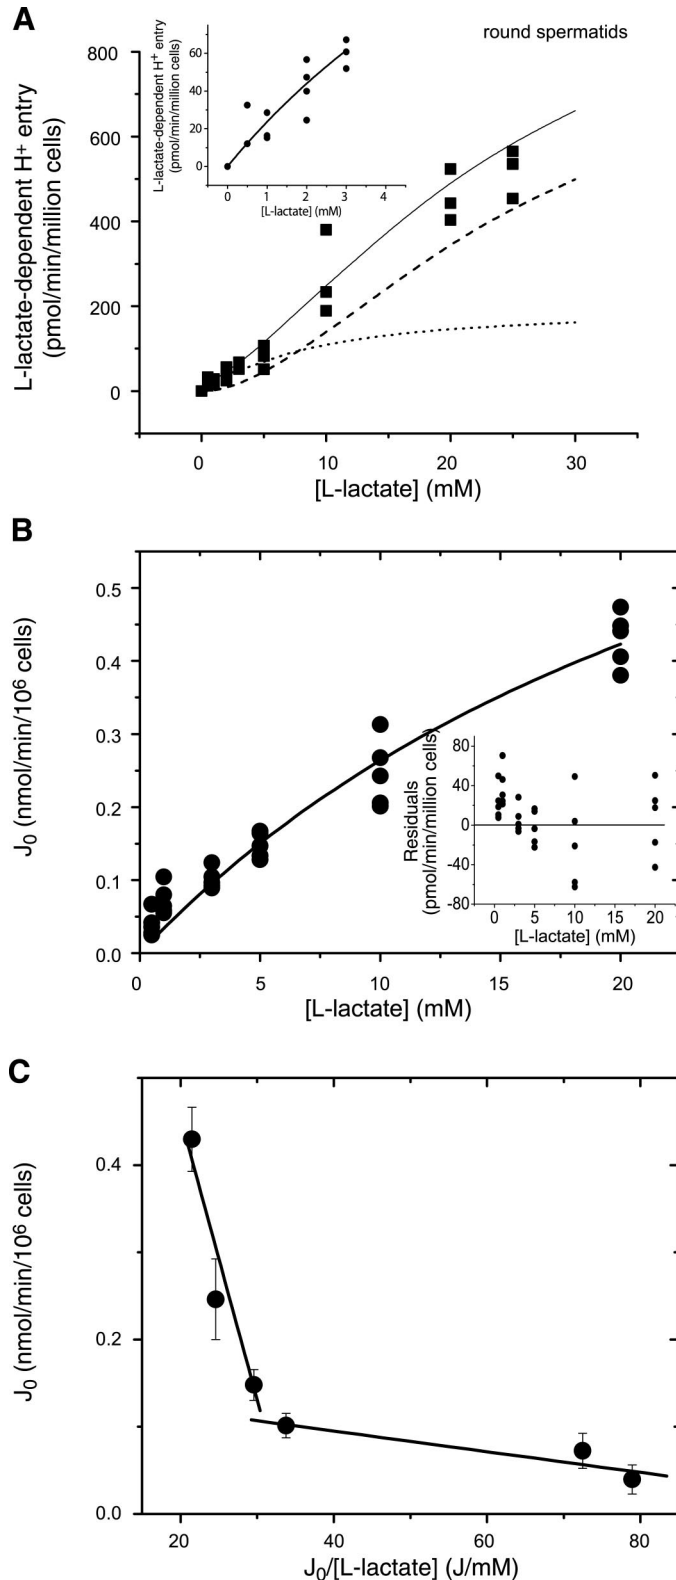 A
round spermatids
L-lactate-dependent H⁺ entry
(pmol/min/million cells)
800
600
400
200
0
0 10 20 30
[L-lactate] (mM)
L-lactate-dependent H⁺ entry
(pmol/min/million cells)
60
40
20
0
0 1 2 3 4
[L-lactate] (mM)
B
J₀ (nmol/min/10⁶ cells)
0.5
0.4
0.3
0.2
0.1
0.0
0 5 10 15 20
[L-lactate] (mM)
Residuals
(pmol/min/million cells)
80
40
0
-40
-80
0 5 10 15 20
[L-lactate] (mM)
C
J₀ (nmol/min/10⁶ cells)
0.4
0.2
0.0
20 40 60 80
J₀/[L-lactate] (J/mM)